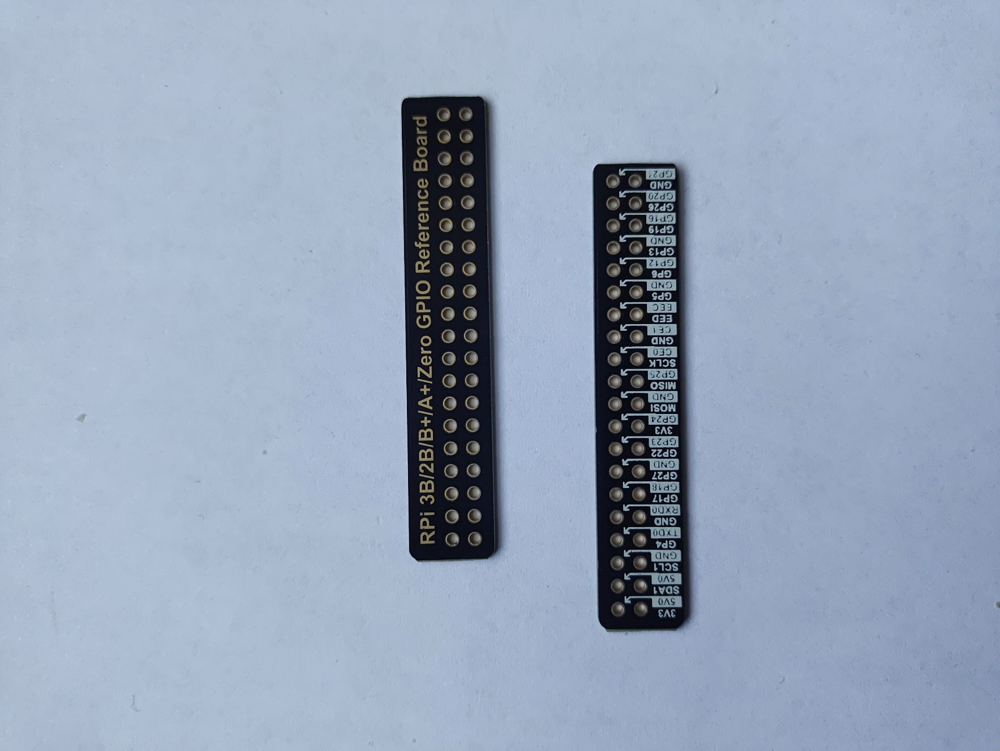 RPi 3B/2B/B+/A+/Zero GPIO Reference Board
3V3
5V0
SDA1
5V0
SCL1
GND
GP4
TXD0
GND
RXD0
GP17
GP18
GP27
GND
GP22
GP23
3V3
GP24
MOSI
GND
MISO
GP25
SCLK
CE0
GND
CE1
EED
EEC
GP5
GND
GP6
GP12
GP13
GND
GP19
GP16
GP26
GP20
GND
GP21